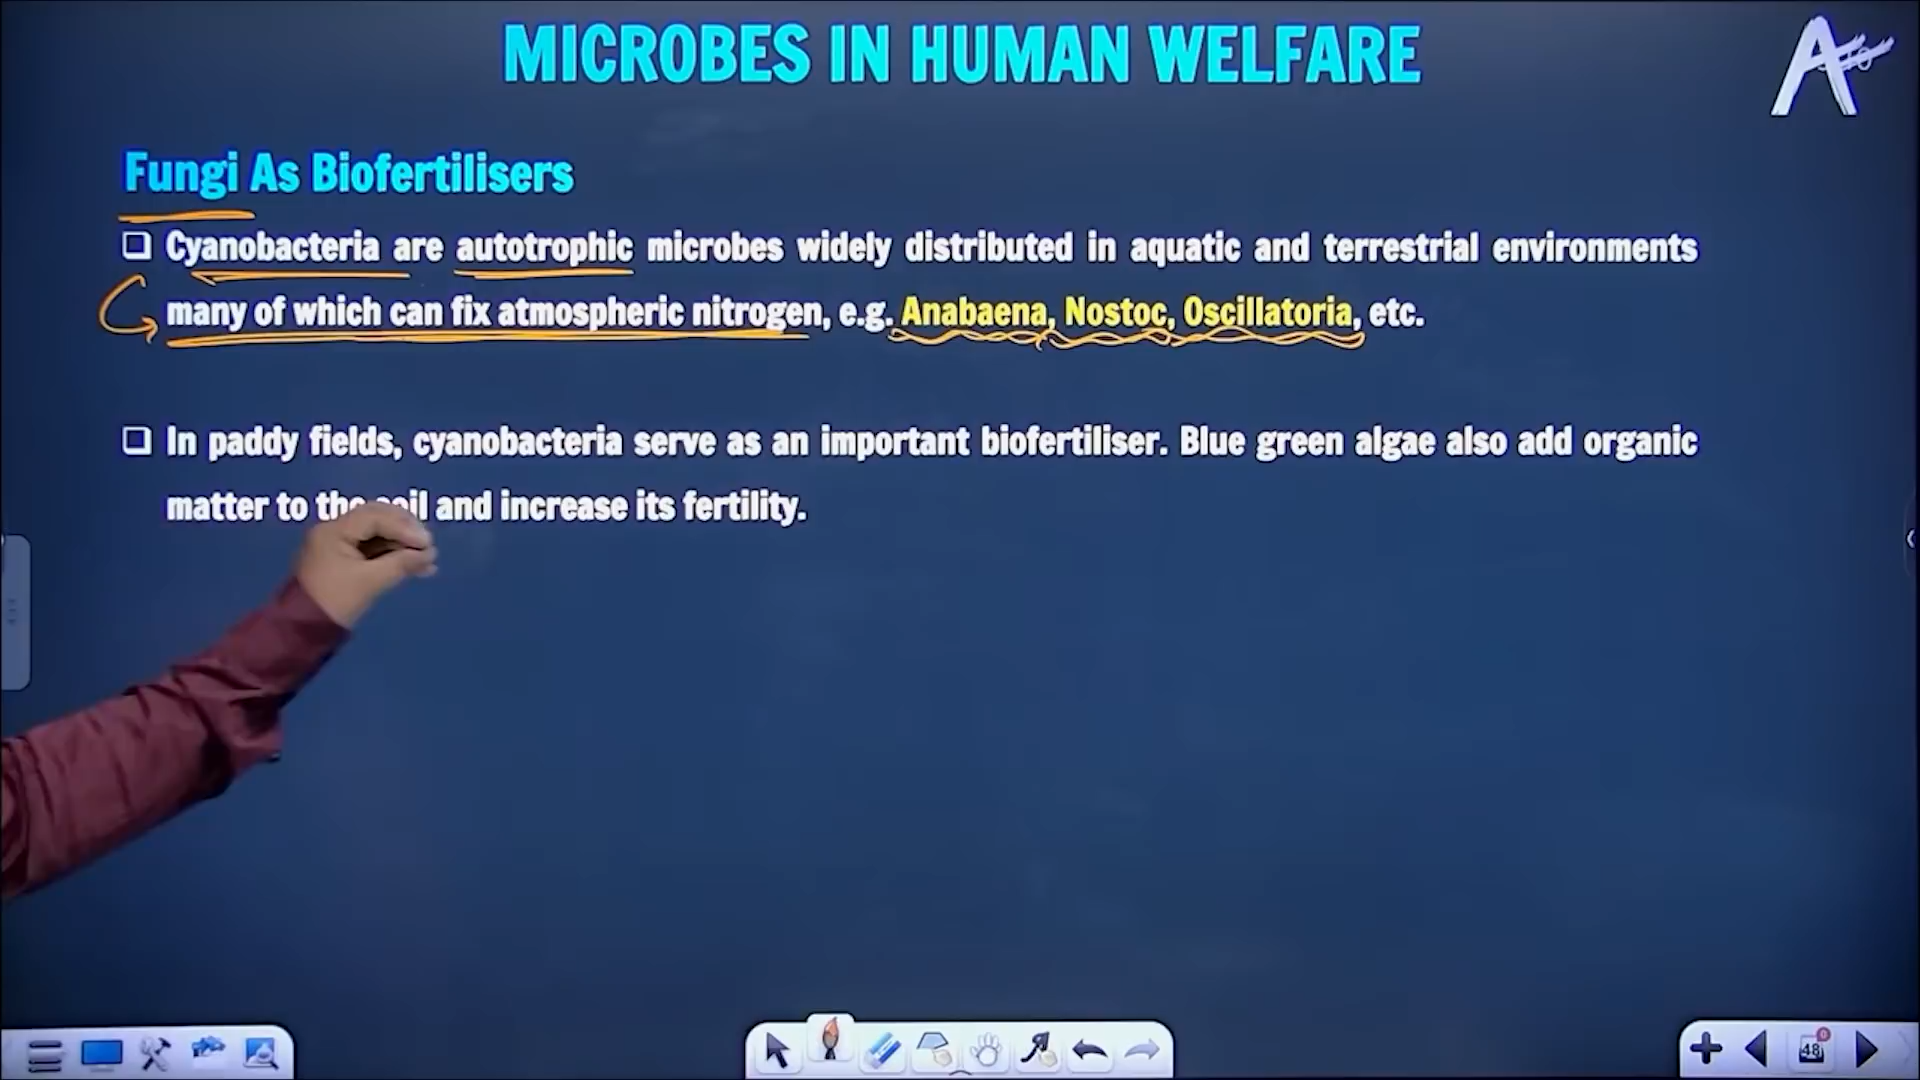 MICROBES IN HUMAN WELFARE
A
Fungi As Biofertilisers
Cyanobacteria are autotrophic microbes widely distributed in aquatic and terrestrial environments
many of which can fix atmospheric nitrogen, e.g. Anabaena, Nostoc, Oscillatoria, etc.
In paddy fields, cyanobacteria serve as an important biofertiliser. Blue green algae also add organic
matter to the soil and increase its fertility.
48
0